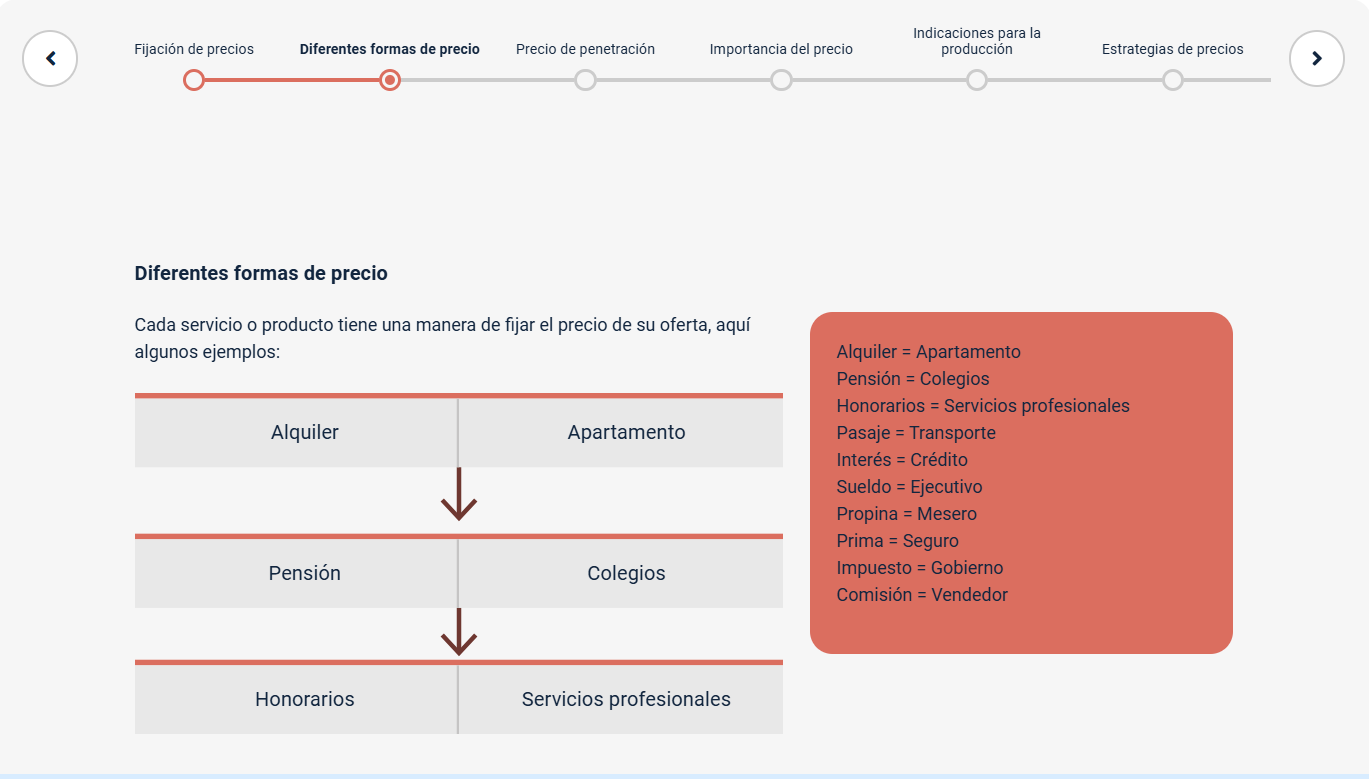 Fijación de precios
Diferentes formas de precio
Precio de penetración
Importancia del precio
Indicaciones para la
producción
Estrategias de precios
Diferentes formas de precio
Cada servicio o producto tiene una manera de fijar el precio de su oferta, aquí
algunos ejemplos:
Alquiler
Apartamento
Pensión
Colegios
Honorarios
Servicios profesionales
Alquiler = Apartamento
Pensión = Colegios
Honorarios = Servicios profesionales
Pasaje = Transporte
Interés = Crédito
Sueldo = Ejecutivo
Propina = Mesero
Prima = Seguro
Impuesto = Gobierno
Comisión = Vendedor